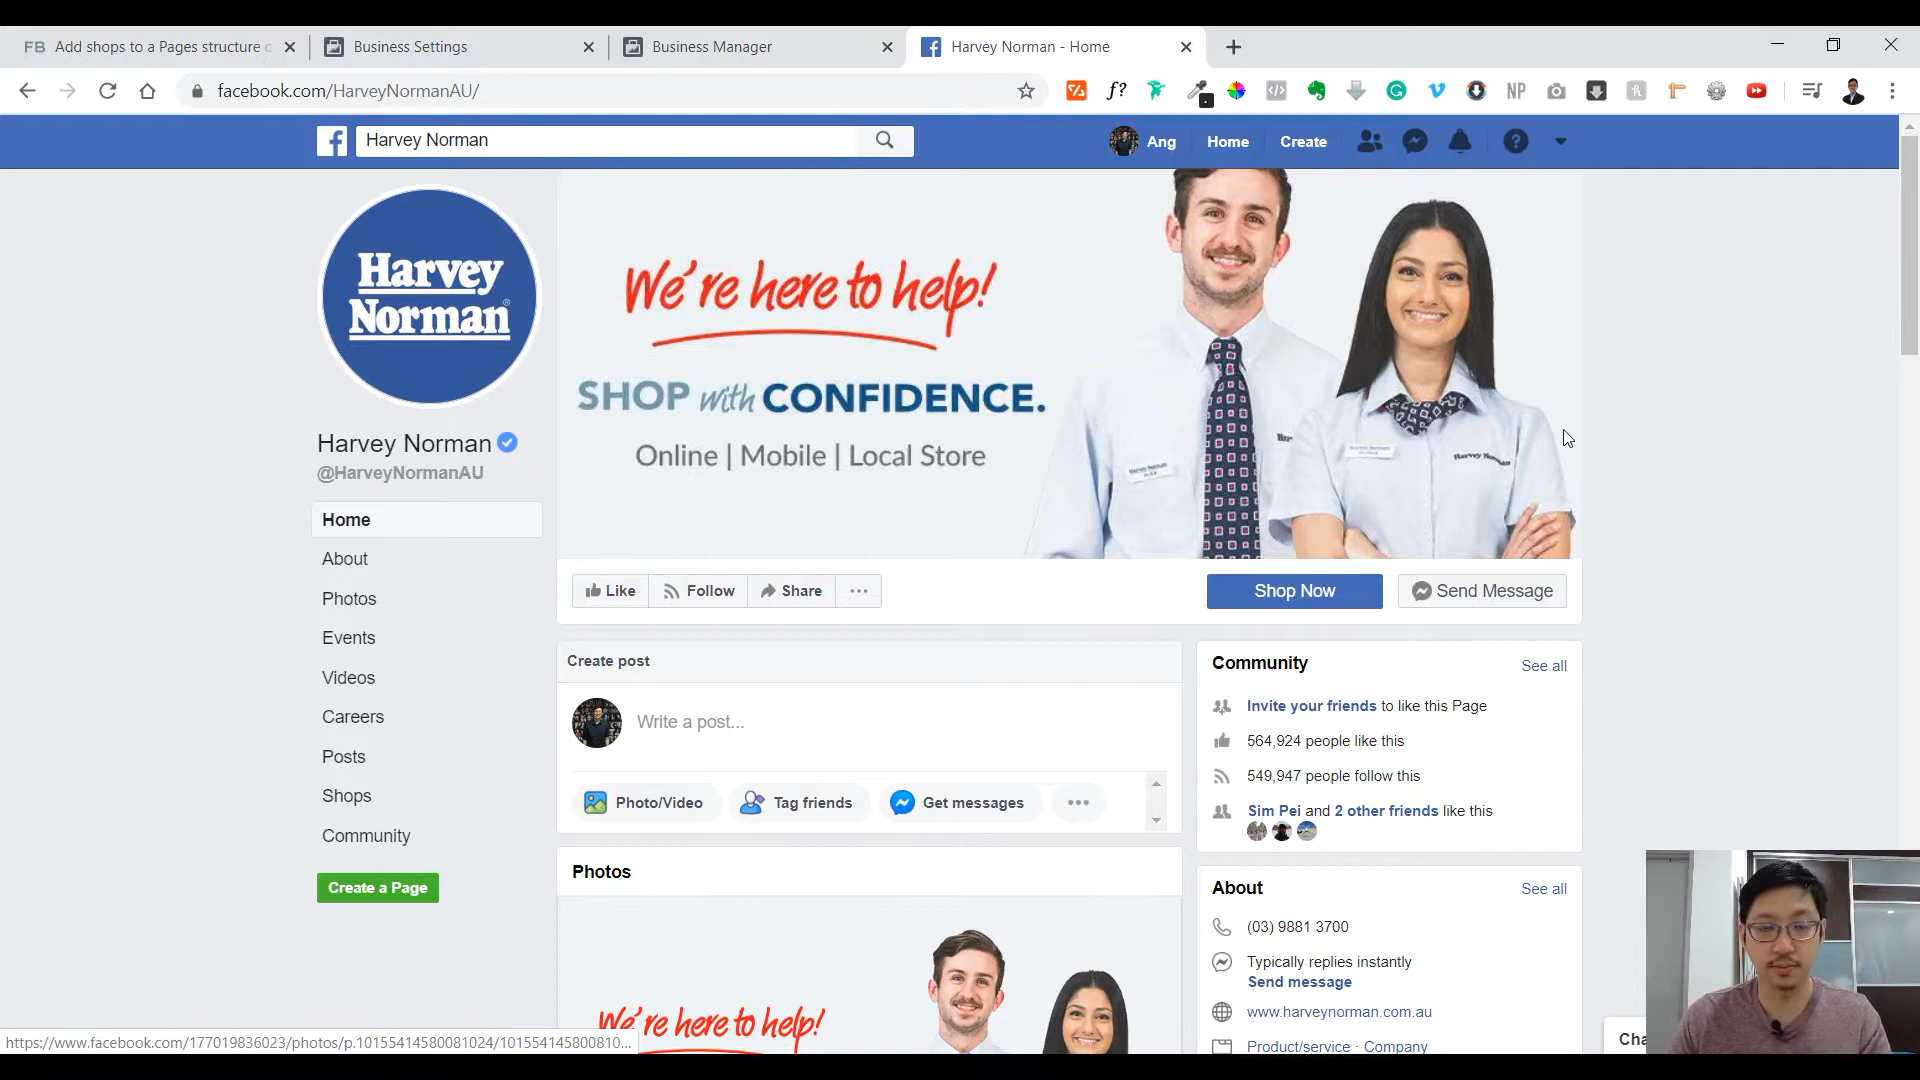 FB Add shops to a Pages structure
Business Settings
Business Manager
Harvey Norman - Home
facebook.com/HarveyNormanAU/
f?
NP
Harvey Norman
Ang
Home
Create
Harvey
Norman
We're here to help!
SHOP with CONFIDENCE.
Online | Mobile | Local Store
Harvey Norman
@HarveyNormanAU
Home
About
Photos
Events
Videos
Careers
Posts
Shops
Community
Create a Page
Like
Follow
Share
Shop Now
Send Message
Create post
Write a post...
Photo/Video
Tag friends
Get messages
Photos
We're here to help!
Community
See all
Invite your friends to like this Page
564,924 people like this
549,947 people follow this
Sim Pei and 2 other friends like this
About
See all
(03) 9881 3700
Typically replies instantly
Send message
www.harveynorman.com.au
Product/service · Company
https://www.facebook.com/177019836023/photos/p.10155414580081024/101554145800810...